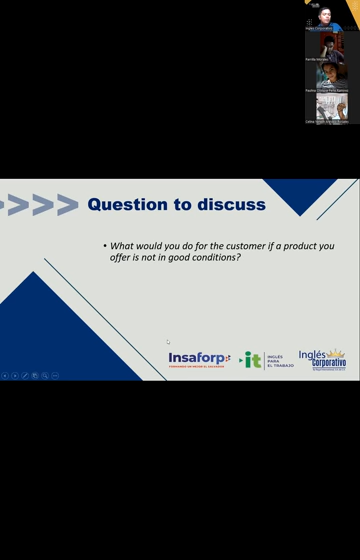 Question to discuss
• What would you do for the customer if a product you
offer is not in good conditions?
Insaforp
it
INGLÉS
PARA
EL TRABAJO
Inglés
Corporativo